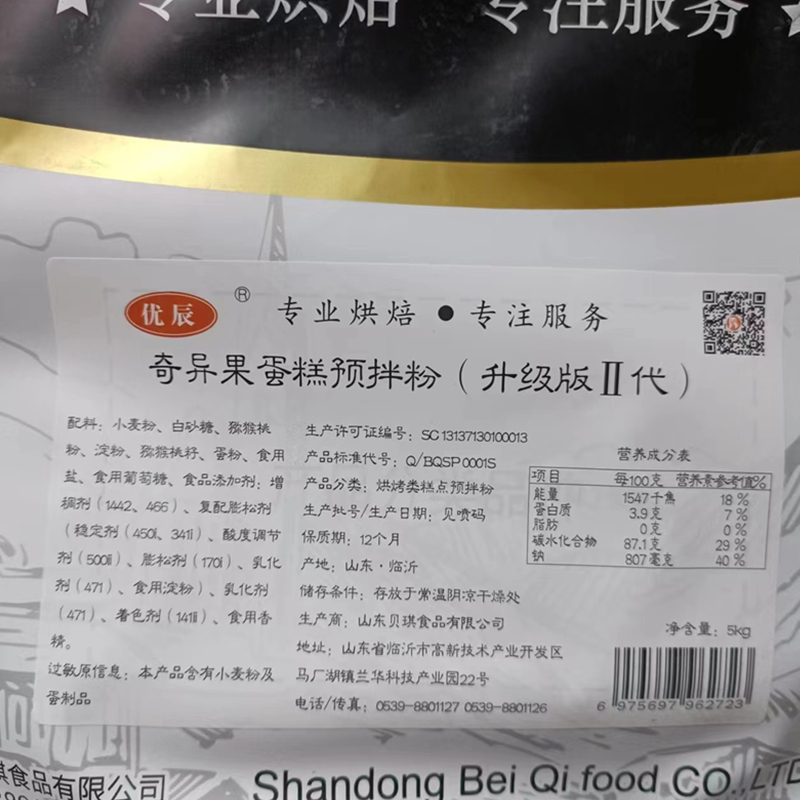 ★专业烘焙 专注服务★
优辰 ®
专业烘焙 ● 专注服务
奇异果蛋糕预拌粉（升级版Ⅱ代）
配料：小麦粉、白砂糖、猕猴桃
粉、淀粉、猕猴桃籽、蛋粉、食用
盐、食用葡萄糖、食品添加剂：增
稠剂（1442、466）、复配膨松剂
（稳定剂（450i、341i）、酸度调节
剂（500ii）、膨松剂（170i）、乳化
剂（471）、食用淀粉）、乳化剂
（471）、着色剂（141ii）、食用香
精。
过敏原信息：本产品含有小麦粉及
蛋制品
生产许可证编号：SC13137130100013
产品标准代号：Q/BQSP 0001S
产品分类：烘烤类糕点预拌粉
生产批号/生产日期：见喷码
保质期：12个月
产地：山东·临沂
储存条件：存放于常温阴凉干燥处
生产商：山东贝琪食品有限公司
地址：山东省临沂市高新技术产业开发区
马厂湖镇兰华科技产业园22号
电话/传真：0539-8801127 0539-8801126
营养成分表
项目 每100克 营养素参考值%
能量 1547千焦 18%
蛋白质 3.9克 7%
脂肪 0克 0%
碳水化合物 87.1克 29%
钠 807毫克 40%
净含量：5kg
6 975697 962723
琪食品有限公司
Shandong Bei Qi food CO.,LTD